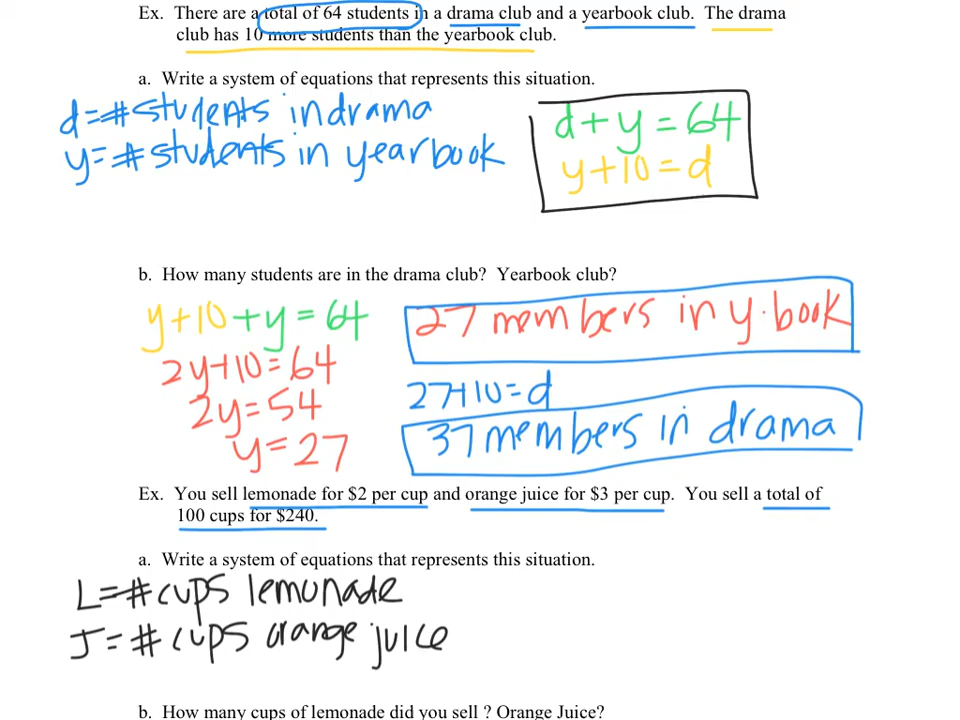 Ex. There are a total of 64 students in a drama club and a yearbook club. The drama
club has 10 more students than the yearbook club.
a. Write a system of equations that represents this situation.
d=#students in drama
y=#students in yearbook
d+y=64
y+10=d
b. How many students are in the drama club? Yearbook club?
y+10+y=64
2y+10=64
2y=54
y=27
27 members in y.book
27+10=d
37 members in drama
Ex. You sell lemonade for $2 per cup and orange juice for $3 per cup. You sell a total of
100 cups for $240.
a. Write a system of equations that represents this situation.
L=#cups lemonade
J=#cups orange juice
b. How many cups of lemonade did you sell ? Orange Juice?